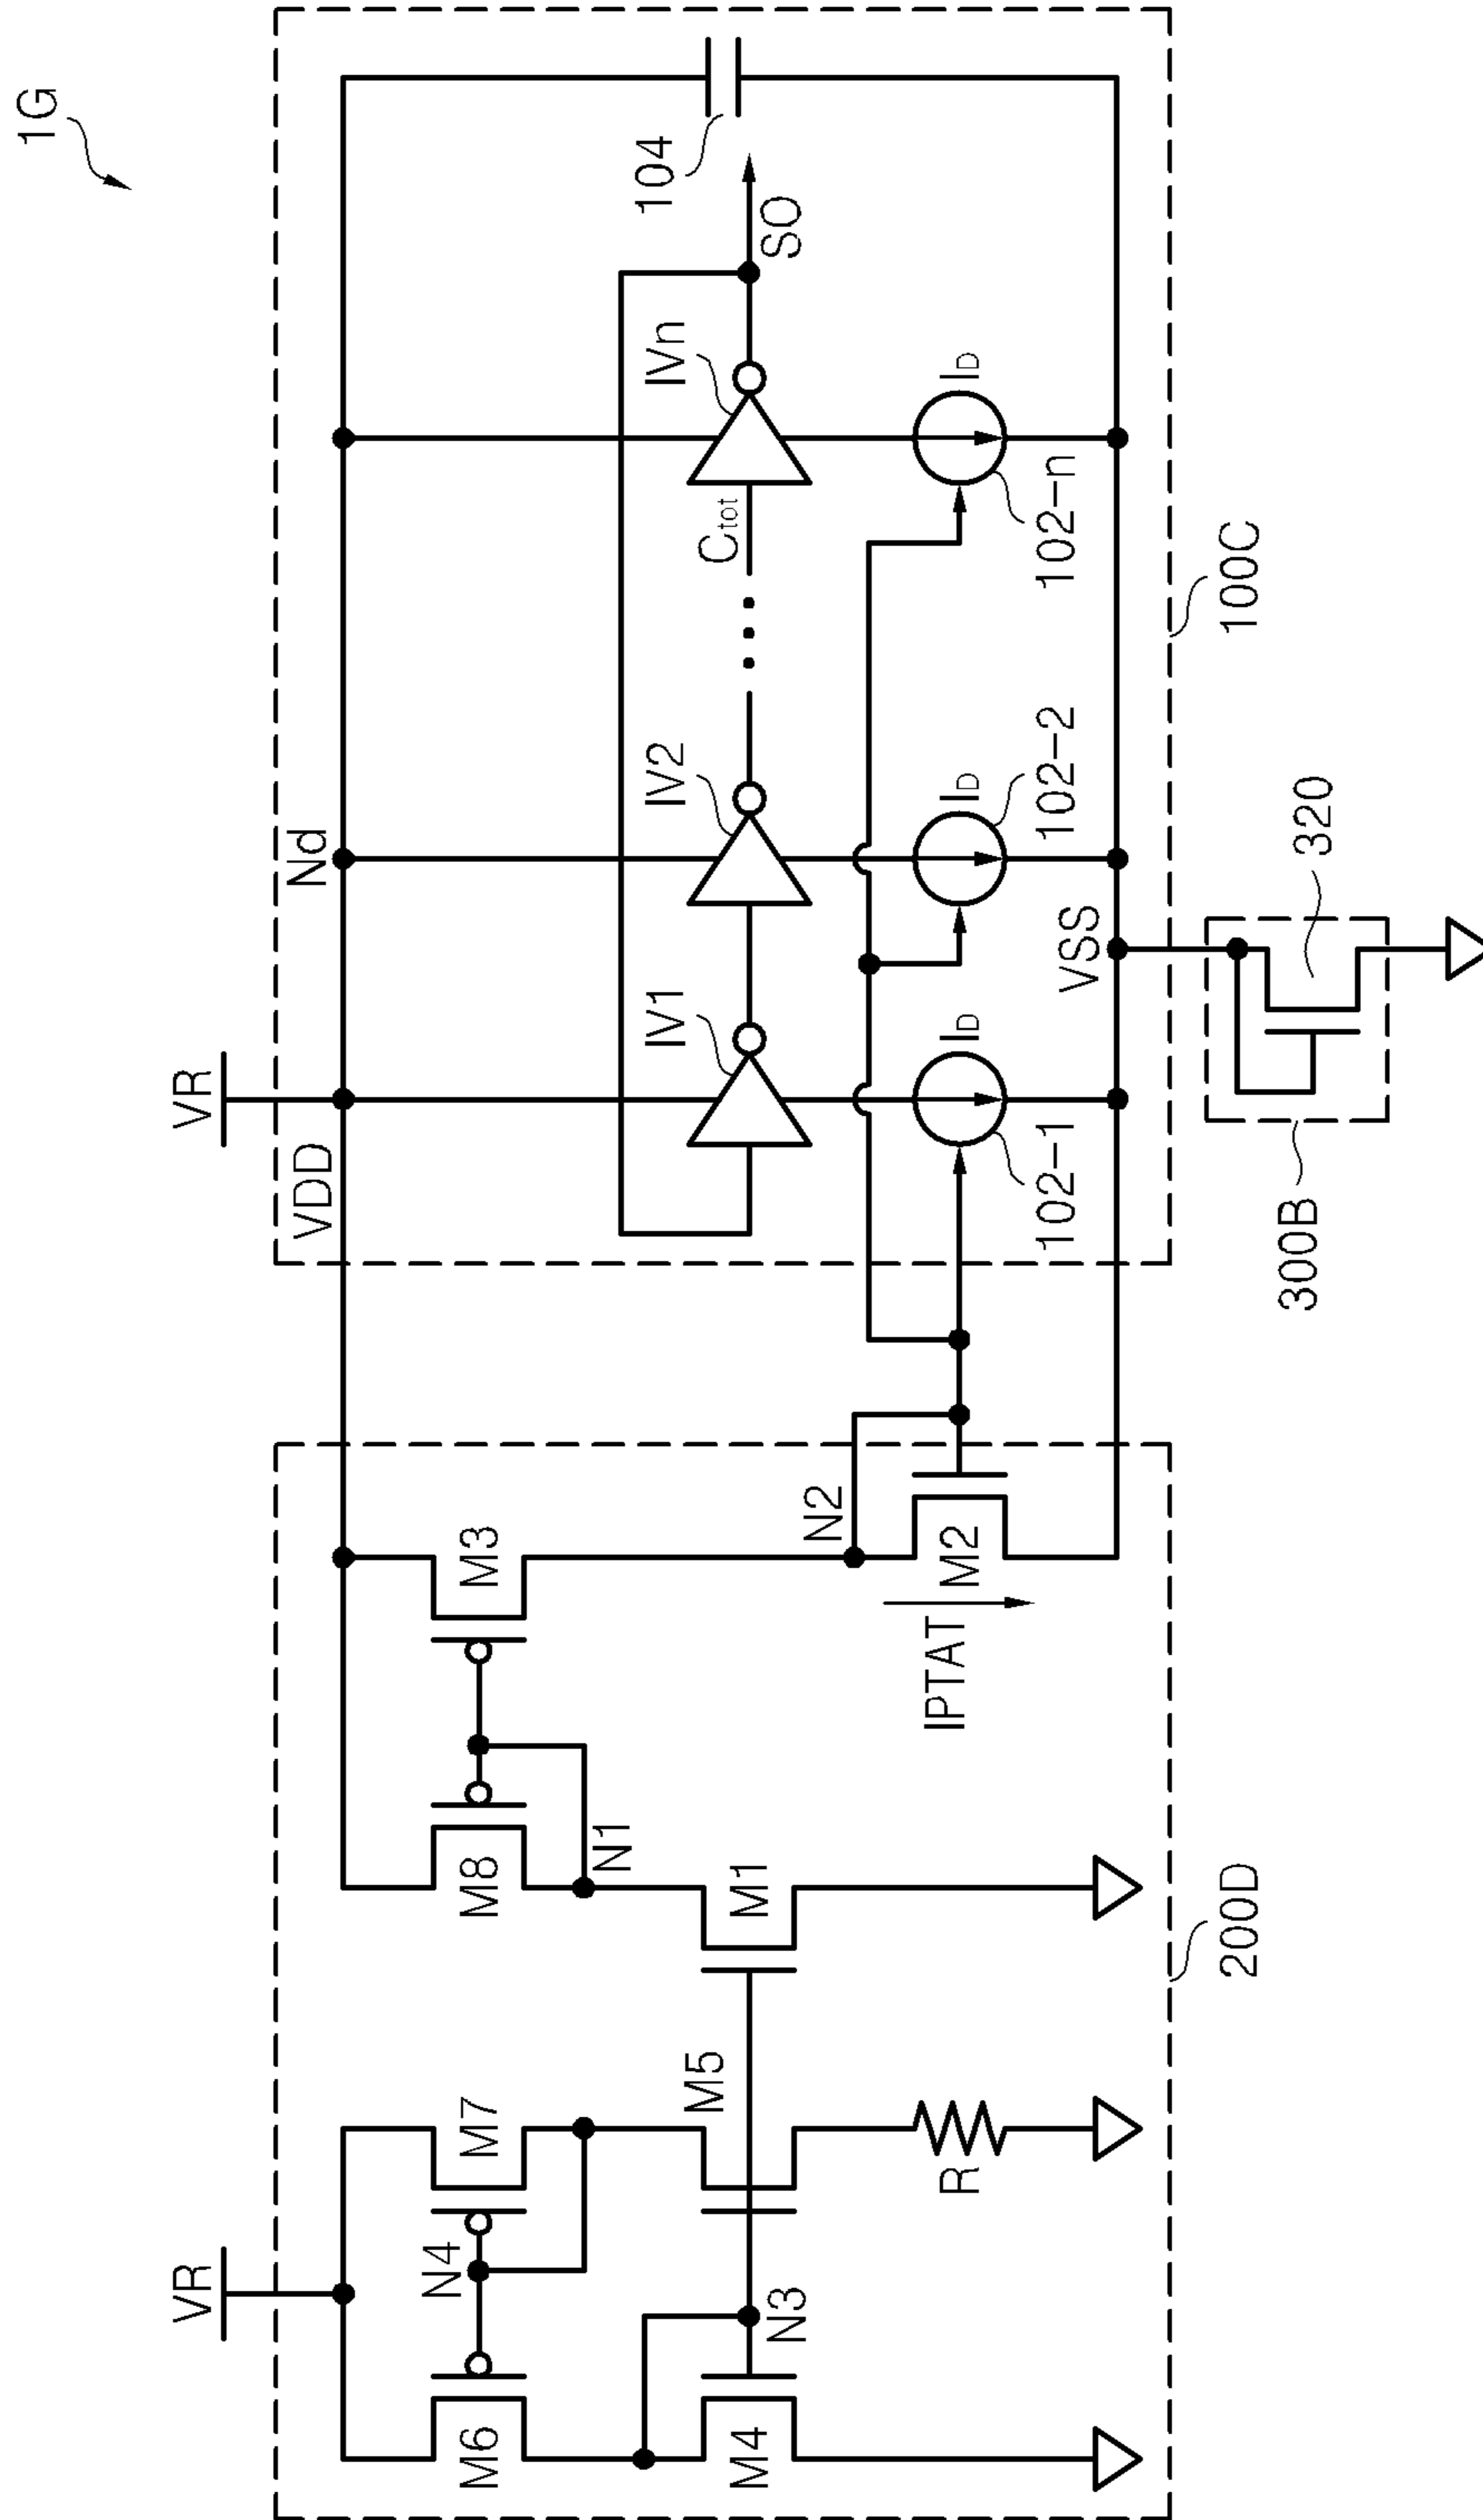 1G
VR
VR
VDD
Nd
M6
N4
M7
M8
M3
IV1
IV2
IVn
104
N3
M5
N1
M4
M1
N2
Ctot
SO
R
IPTAT
M2
ID
ID
ID
102-1
102-2
102-n
VSS
200D
100C
300B
320